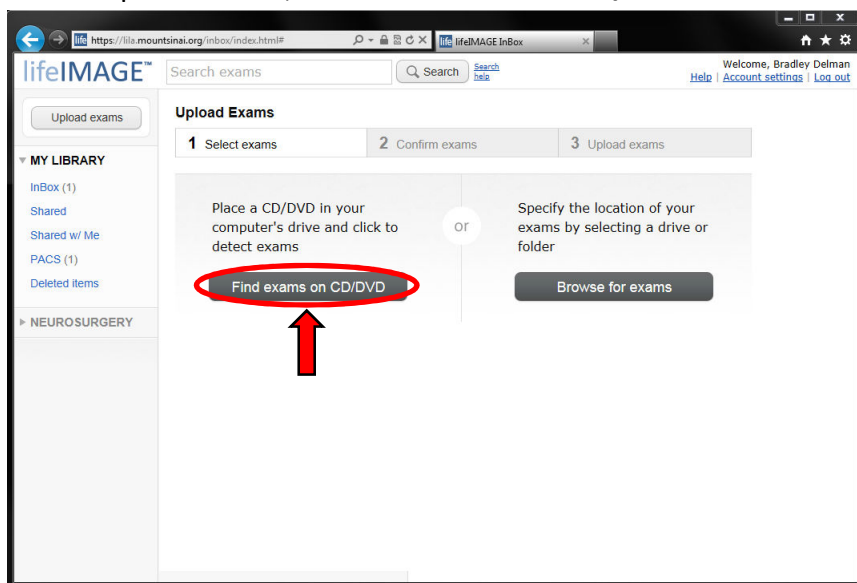 https://lila.mountsinai.org/inbox/index.html#
lifeIMAGE InBox
lifeIMAGE™
Search exams
Search
Search help
Welcome, Bradley Delman
Help | Account settings | Log out
Upload exams
MY LIBRARY
InBox (1)
Shared
Shared w/ Me
PACS (1)
Deleted items
NEUROSURGERY
Upload Exams
1 Select exams
2 Confirm exams
3 Upload exams
Place a CD/DVD in your
computer's drive and click to
detect exams
Find exams on CD/DVD
or
Specify the location of your
exams by selecting a drive or
folder
Browse for exams